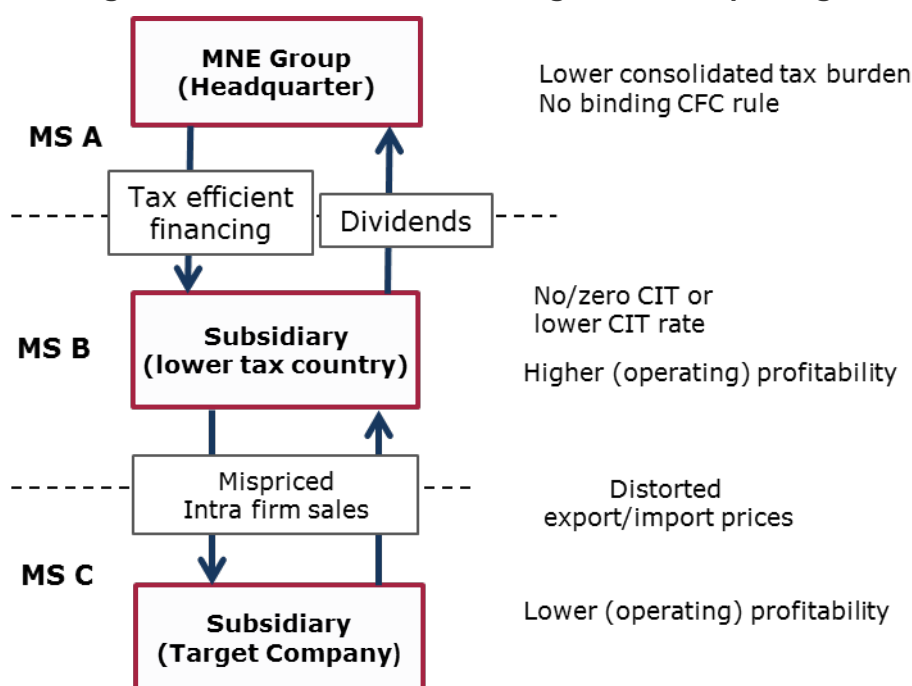 MNE Group
(Headquarter)
Lower consolidated tax burden
No binding CFC rule
MS A
Tax efficient
financing
Dividends
No/zero CIT or
lower CIT rate
MS B
Subsidiary
(lower tax country)
Higher (operating) profitability
Mispriced
Intra firm sales
Distorted
export/import prices
MS C
Subsidiary
(Target Company)
Lower (operating) profitability